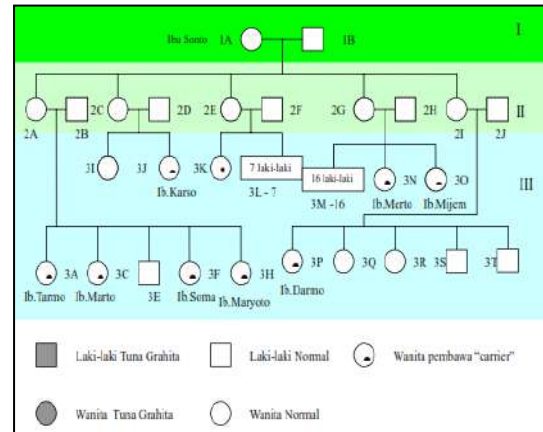 Ibu Sonto 1A 1B I
2A 2B 2C 2D 2E 2F 2G 2H 2I 2J II
3I 3J 3K 7 laki-laki 16 laki-laki 3N 3O III
Ib.Karso 3L - 7 3M -16 Ib.Merto Ib.Mijem
3A 3C 3E 3F 3H 3P 3Q 3R 3S 3T
Ib.Tarmo Ib.Marto Ib.Soma Ib.Maryoto Ib.Darmo
Laki-laki Tuna Grahita Laki-laki Normal Wanita pembawa “carrier”
Wanita Tuna Grahita Wanita Normal